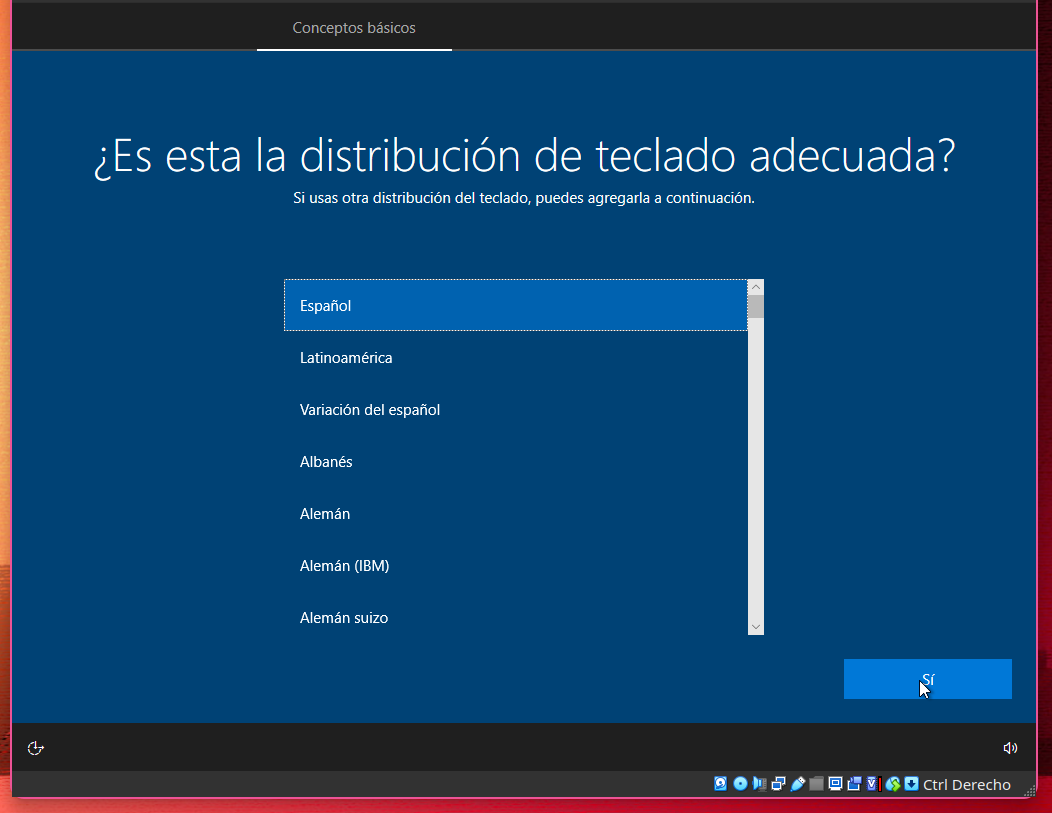 Conceptos básicos
¿Es esta la distribución de teclado adecuada?
Si usas otra distribución del teclado, puedes agregarla a continuación.
Español
Latinoamérica
Variación del español
Albanés
Alemán
Alemán (IBM)
Alemán suizo
Sí
Ctrl Derecho